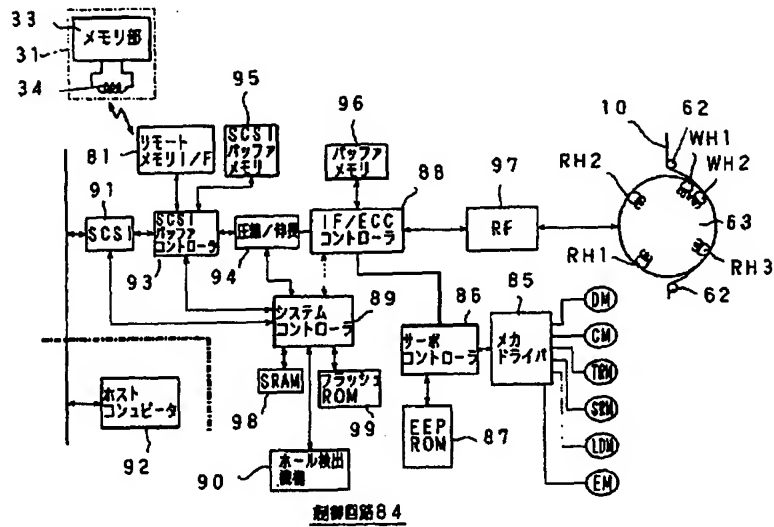 33
メモリ部
31
34
95
96
リモート
メモリI/F
81
SCSI
バッファ
メモリ
バッファ
メモリ
88
97
10
62
WH1
WH2
RH2
63
RH1
RH3
62
91
SCSI
SCSI
バッファ
コントローラ
93
圧縮/伸長
94
IF/ECC
コントローラ
RF
システム
コントローラ
89
86
サーボ
コントローラ
85
メカ
ドライバ
DM
CM
TRM
SRM
LDM
EM
SRAM
98
フラッシュ
ROM
99
EEP
ROM
87
ホスト
コンュピータ
92
90
ホール検出
機構
制御回路84